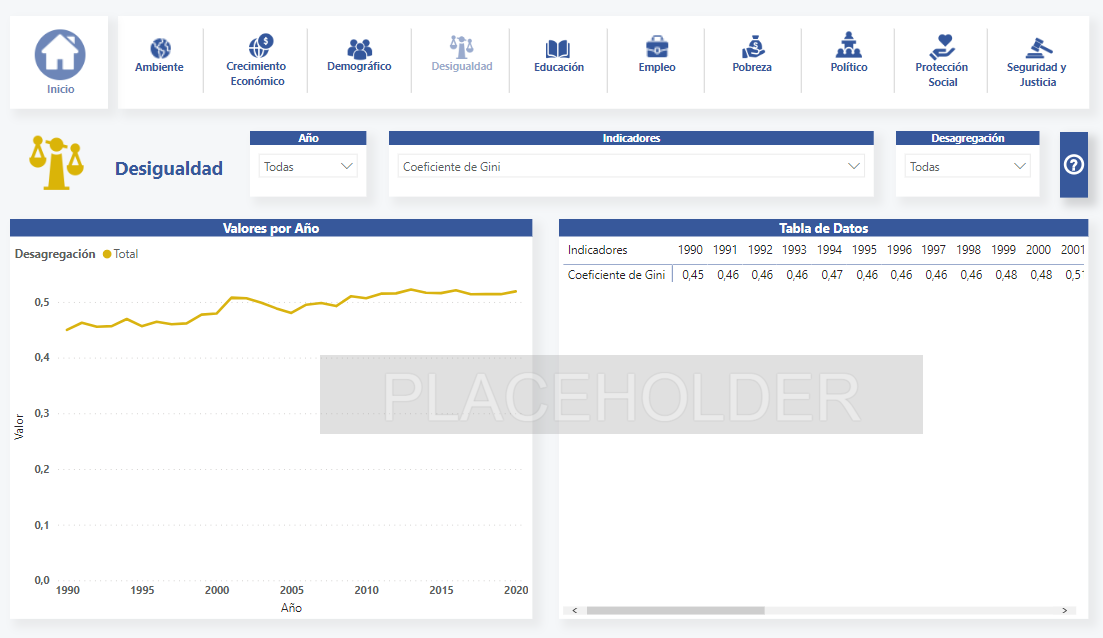 Inicio
Ambiente
Crecimiento
Económico
Demográfico
Desigualdad
Educación
Empleo
Pobreza
Político
Protección
Social
Seguridad y
Justicia
Desigualdad
Año
Todas
Indicadores
Coeficiente de Gini
Desagregación
Todas
?
Valores por Año
Desagregación Total
0,5
0,4
0,3
0,2
0,1
0,0
Valor
1990 1995 2000 2005 2010 2015 2020
Año
Tabla de Datos
Indicadores 1990 1991 1992 1993 1994 1995 1996 1997 1998 1999 2000 2001
Coeficiente de Gini 0,45 0,46 0,46 0,46 0,47 0,46 0,46 0,46 0,46 0,48 0,48 0,51
PLACEHOLDER